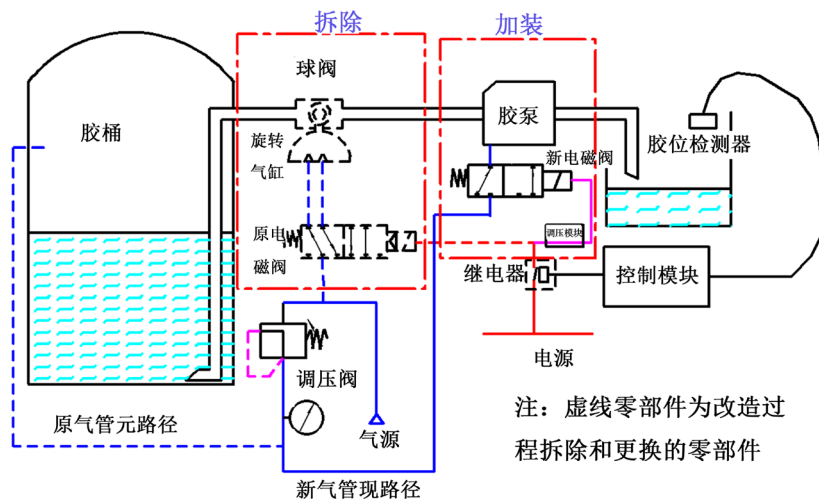 拆除
加装
球阀
胶桶
胶泵
旋转
气缸
新电磁阀
胶位检测器
原电
磁阀
调压模块
继电器
控制模块
调压阀
电源
原气管元路径
气源
注：虚线零部件为改造过
程拆除和更换的零部件
新气管现路径